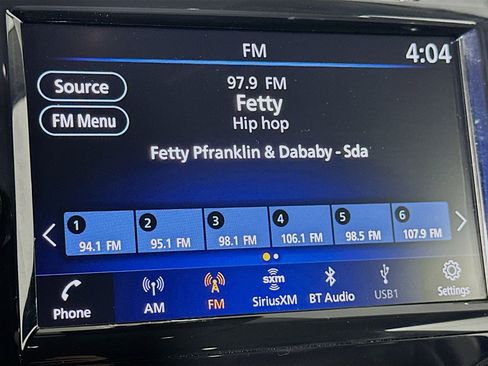 FM 4:04
Source
97.9 FM
Fetty
FM Menu
Hip hop
Fetty Pfranklin & Dababy - Sda
1 2 3 4 5 6
94.1 FM 95.1 FM 98.1 FM 106.1 FM 98.5 FM 107.9 FM
sxm
Phone AM FM SiriusXM BT Audio USB1 Settings